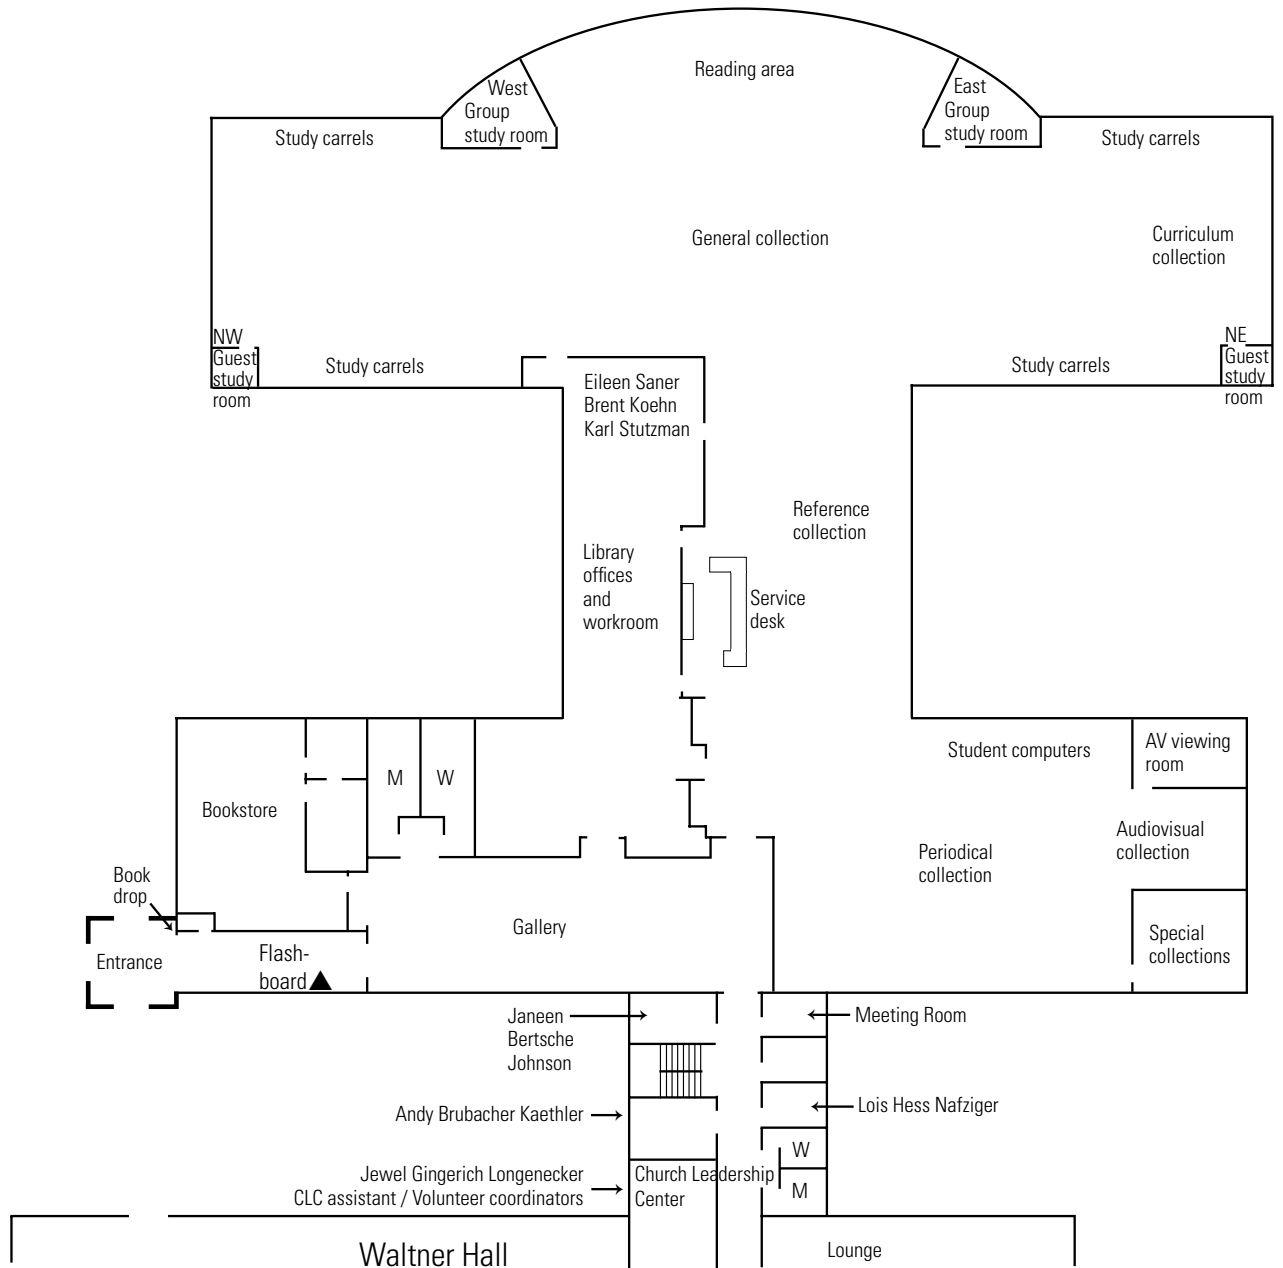 Reading area
West
Group
study room
East
Group
study room
Study carrels
Study carrels
General collection
Curriculum
collection
NW
Guest
study
room
Study carrels
Study carrels
NE
Guest
study
room
Eileen Saner
Brent Koehn
Karl Stutzman
Reference
collection
Library
offices
and
workroom
Service
desk
Student computers
AV viewing
room
M
W
Bookstore
Audiovisual
collection
Periodical
collection
Book
drop
Gallery
Special
collections
Entrance
Flash-
board
Janeen
Bertsche
Johnson
Meeting Room
Andy Brubacher Kaethler
Lois Hess Nafziger
W
M
Jewel Gingerich Longenecker
CLC assistant / Volunteer coordinators
Church Leadership
Center
Waltner Hall
Lounge